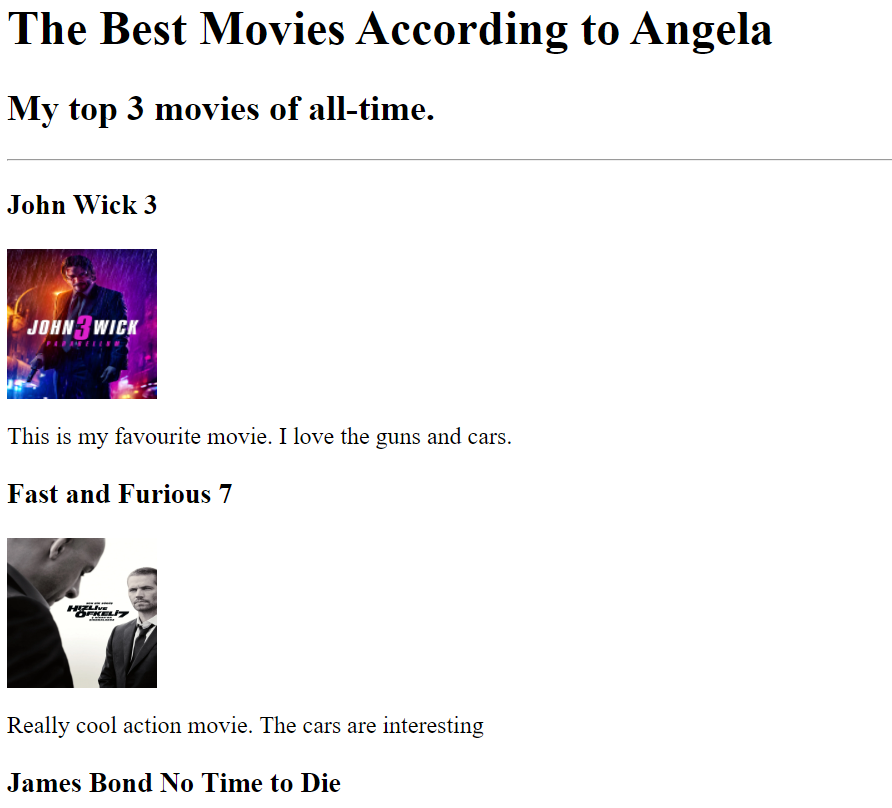 The Best Movies According to Angela
My top 3 movies of all-time.
John Wick 3
JOHN 3 WICK
PARABELLUM
This is my favourite movie. I love the guns and cars.
Fast and Furious 7
HIZLI ve
ÖFKELİ 7
Really cool action movie. The cars are interesting
James Bond No Time to Die